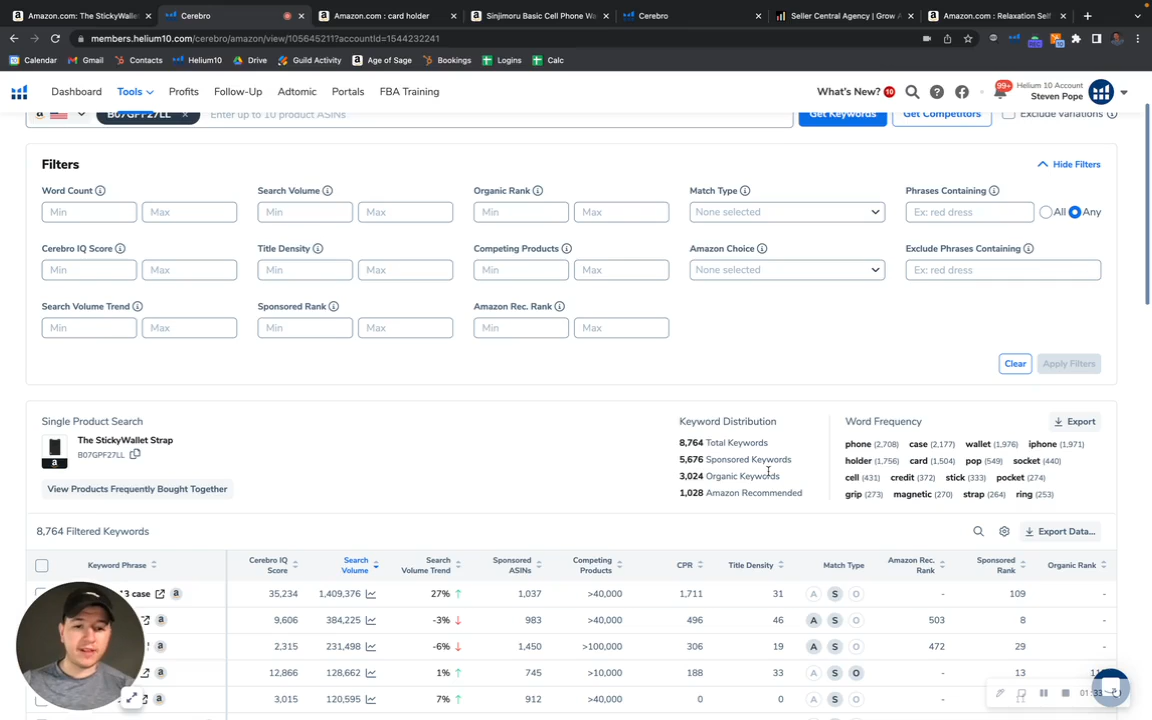 Amazon.com: The StickyWallet
Cerebro
Amazon.com : card holder
Sinjimoru Basic Cell Phone Wa
Cerebro
Seller Central Agency | Grow A
Amazon.com : Relaxation Self
members.helium10.com/cerebro/amazon/view/105645211?accountId=1544232241
Calendar Gmail Contacts Helium10 Drive Guild Activity Age of Sage Bookings Logins Calc
Dashboard Tools Profits Follow-Up Adtomic Portals FBA Training
What's New? 10
99+
Helium 10 Account
Steven Pope
B07GPF27LL Enter up to 10 product ASINs Get Keywords Get Competitors Exclude Variations
Filters
Hide Filters
Word Count Search Volume Organic Rank Match Type Phrases Containing
Min Max Min Max Min Max None selected Ex: red dress All Any
Cerebro IQ Score Title Density Competing Products Amazon Choice Exclude Phrases Containing
Min Max Min Max Min Max None selected Ex: red dress
Search Volume Trend Sponsored Rank Amazon Rec. Rank
Min Max Min Max Min Max
Clear Apply Filters
Single Product Search
The StickyWallet Strap
B07GPF27LL
View Products Frequently Bought Together
Keyword Distribution
8,764 Total Keywords
5,676 Sponsored Keywords
3,024 Organic Keywords
1,028 Amazon Recommended
Word Frequency
Export
phone (2,708) case (2,177) wallet (1,976) iphone (1,971)
holder (1,756) card (1,504) pop (549) socket (440)
cell (431) credit (372) stick (333) pocket (274)
grip (273) magnetic (270) strap (264) ring (253)
8,764 Filtered Keywords
Export Data...
Keyword Phrase Cerebro IQ Score Search Volume Search Volume Trend Sponsored ASINs Competing Products CPR Title Density Match Type Amazon Rec. Rank Sponsored Rank Organic Rank
13 case 35,234 1,409,376 27% 1,037 >40,000 1,711 31 A S O - 109 -
9,606 384,225 -3% 983 >40,000 496 46 A S O 503 8 -
2,315 231,498 -6% 1,450 >100,000 306 19 A S O 472 29 -
12,866 128,662 1% 745 >10,000 188 33 A S O - 13
3,015 120,595 7% 912 >40,000 0 0 A S O - - -